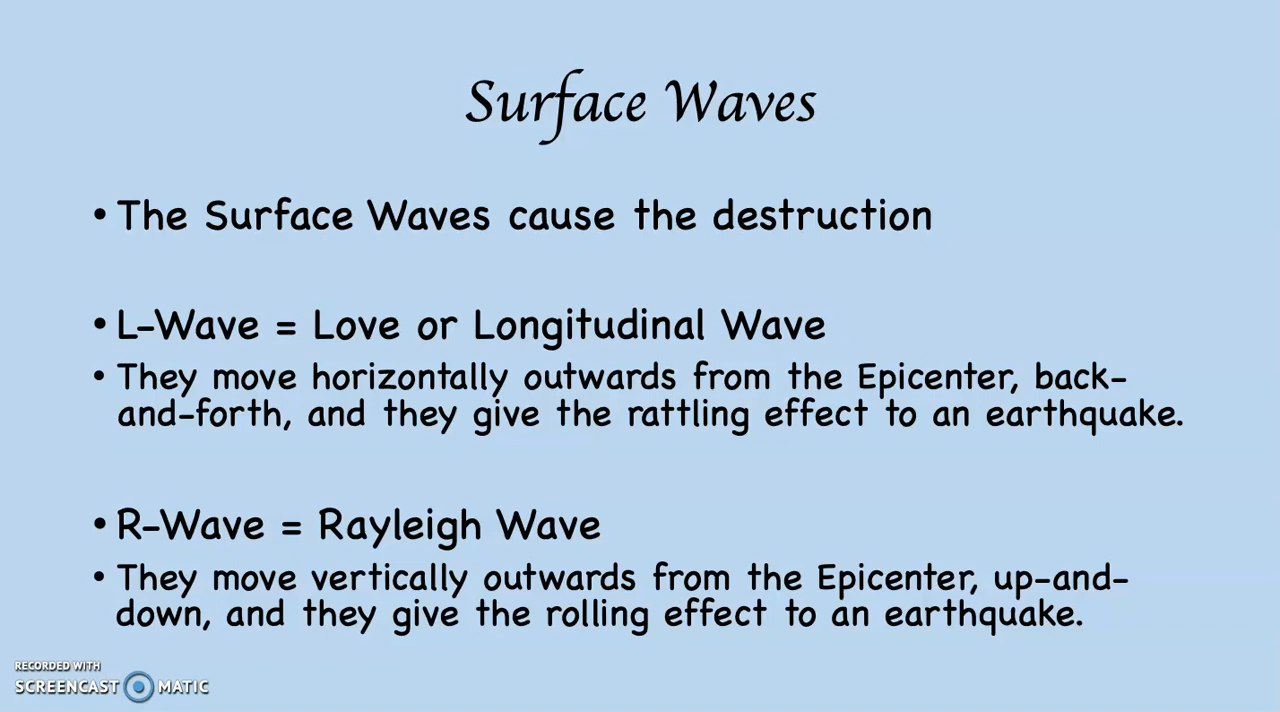 Surface Waves
• The Surface Waves cause the destruction
• L-Wave = Love or Longitudinal Wave
• They move horizontally outwards from the Epicenter, back-
and-forth, and they give the rattling effect to an earthquake.
• R-Wave = Rayleigh Wave
• They move vertically outwards from the Epicenter, up-and-
down, and they give the rolling effect to an earthquake.
RECORDED WITH
SCREENCAST MATIC